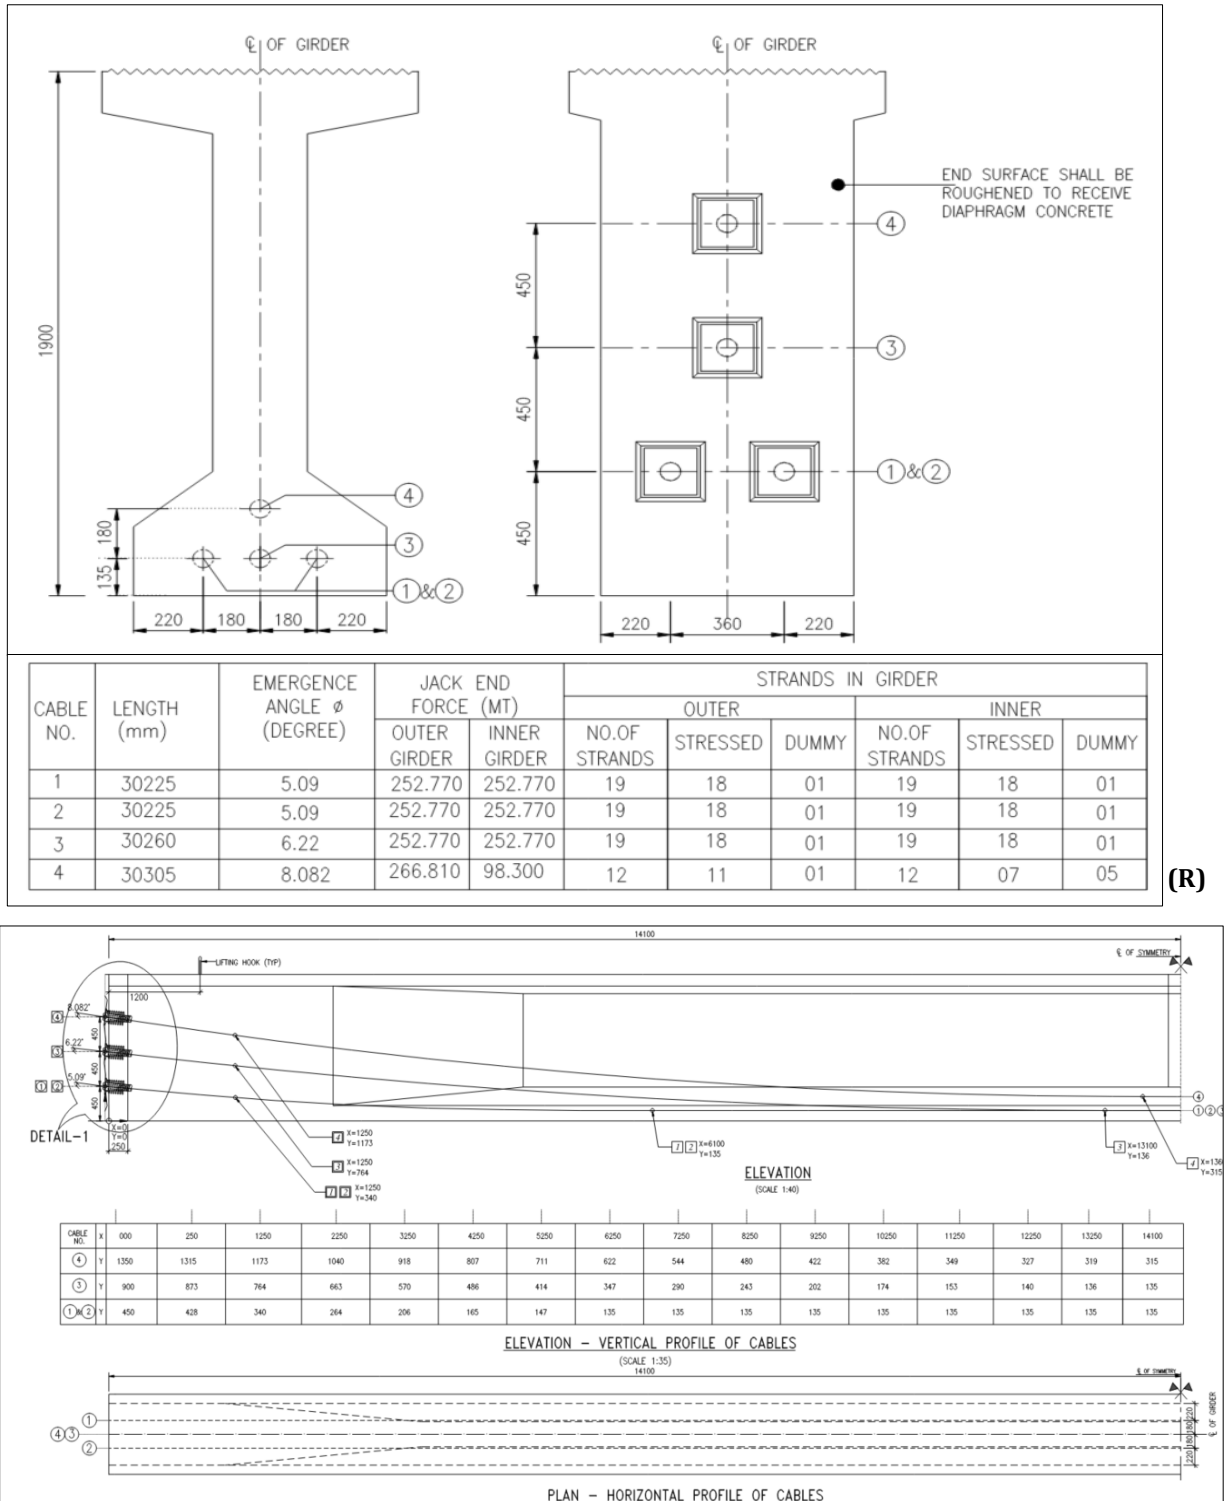 ℄ OF GIRDER
℄ OF GIRDER
END SURFACE SHALL BE
ROUGHENED TO RECEIVE
DIAPHRAGM CONCRETE
4
450
3
450
1900
1&2
450
4
180
3
135
1&2
220 180 180 220
220 360 220
CABLE NO. LENGTH (mm) EMERGENCE ANGLE ø (DEGREE) JACK END FORCE (MT) STRANDS IN GIRDER
OUTER INNER
OUTER GIRDER INNER GIRDER NO.OF STRANDS STRESSED DUMMY NO.OF STRANDS STRESSED DUMMY
1 30225 5.09 252.770 252.770 19 18 01 19 18 01
2 30225 5.09 252.770 252.770 19 18 01 19 18 01
3 30260 6.22 252.770 252.770 19 18 01 19 18 01
4 30305 8.082 266.810 98.300 12 11 01 12 07 05
(R)
14100
℄ OF SYMMETRY
LIFTING HOOK (TYP)
1200
4 8.082°
450
3 6.22°
450
1 2 5.09°
450
4
1 2 3
DETAIL-1
X=0
Y=0
250
4 X=1250
Y=1173
3 X=1250
Y=764
1 2 X=1250
Y=340
1 2 X=6100
Y=135
3 X=13100
Y=136
4 X=136
Y=315
ELEVATION
(SCALE 1:40)
CABLE NO. X 000 250 1250 2250 3250 4250 5250 6250 7250 8250 9250 10250 11250 12250 13250 14100
4 Y 1350 1315 1173 1040 918 807 711 622 544 480 422 382 349 327 319 315
3 Y 900 873 764 663 570 486 414 347 290 243 202 174 153 140 136 135
1&2 Y 450 428 340 264 206 165 147 135 135 135 135 135 135 135 135 135
ELEVATION – VERTICAL PROFILE OF CABLES
(SCALE 1:35)
14100
℄ OF SYMMETRY
1
4 3
2
220 180 180 220
℄ OF GIRDER
PLAN – HORIZONTAL PROFILE OF CABLES